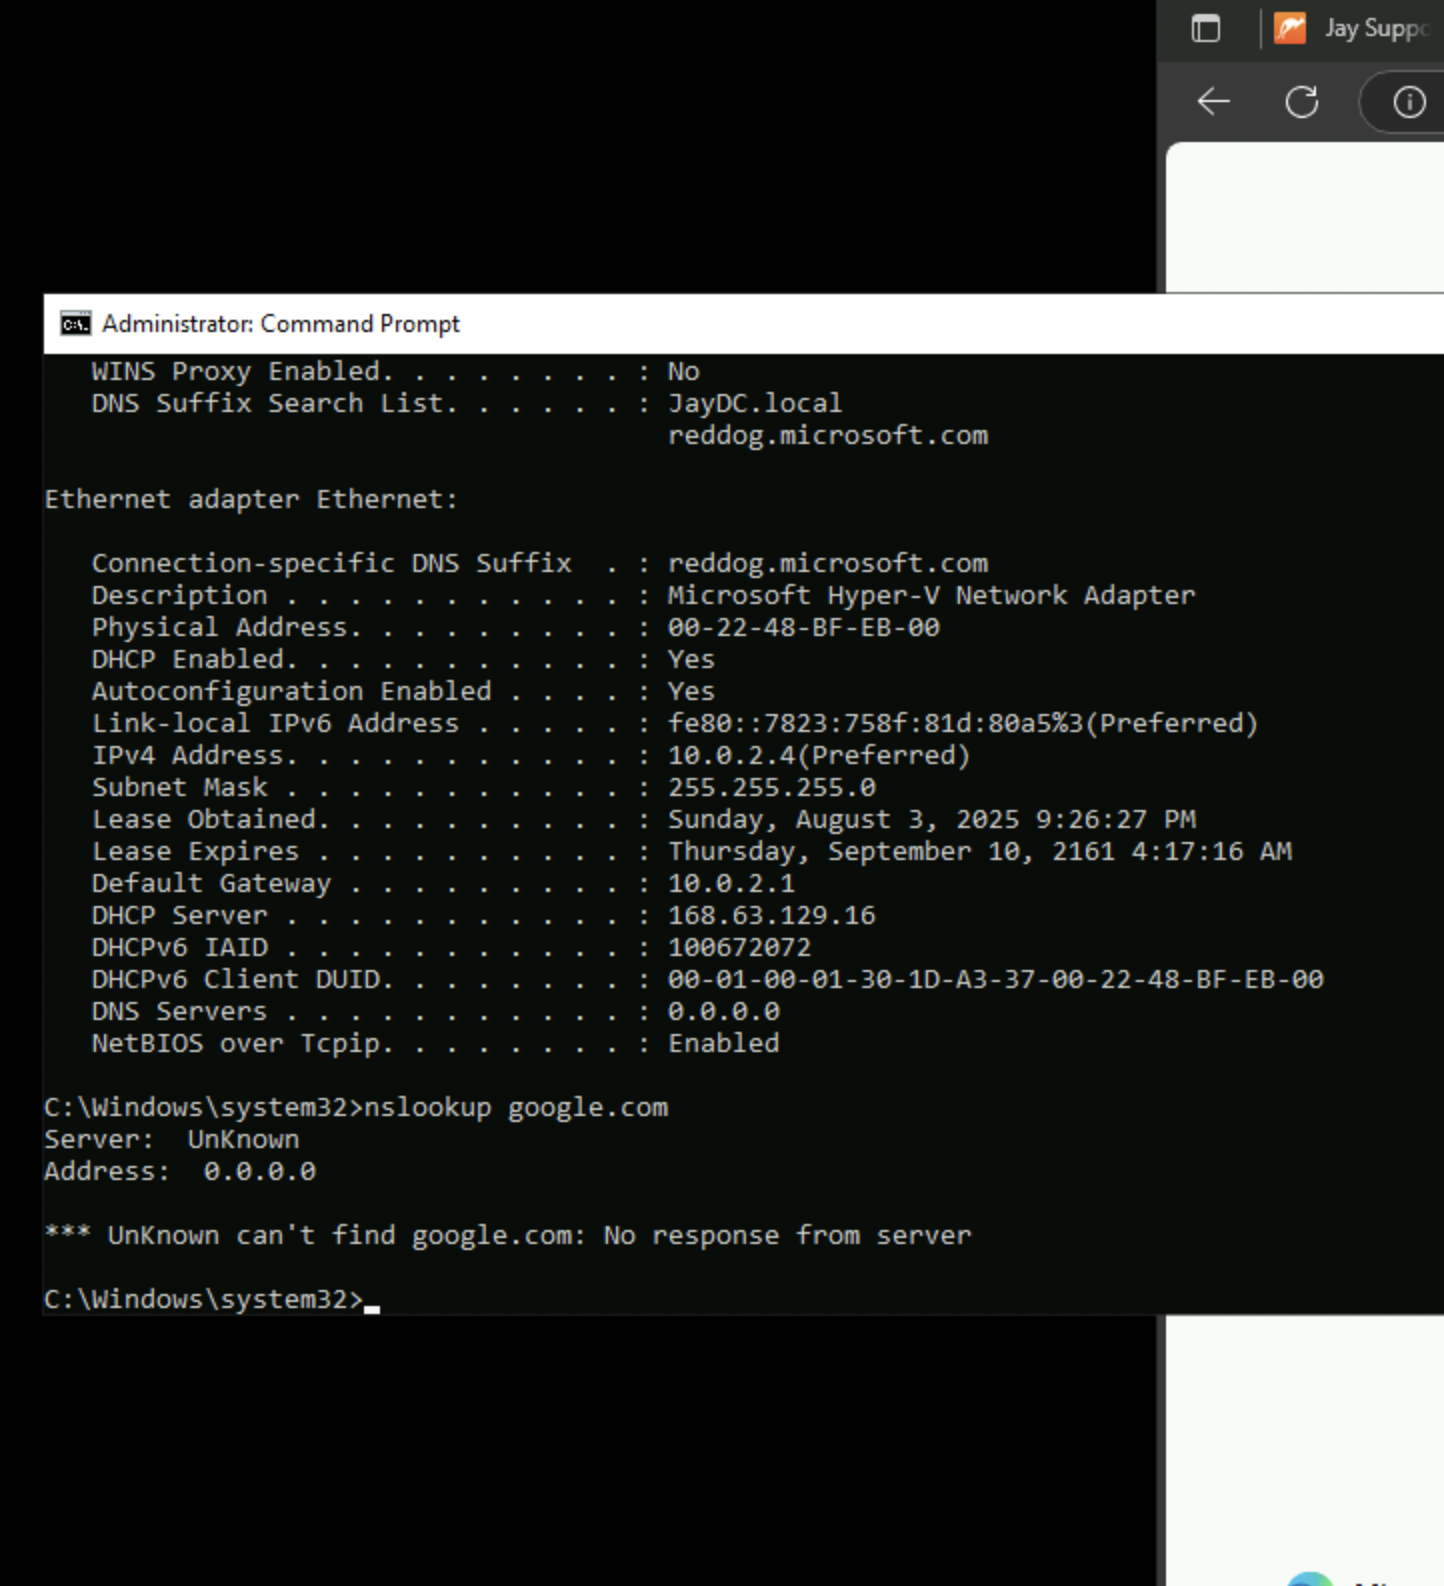 Jay Suppo
Administrator: Command Prompt
WINS Proxy Enabled. . . . . . . . : No
DNS Suffix Search List. . . . . . : JayDC.local
reddog.microsoft.com
Ethernet adapter Ethernet:
Connection-specific DNS Suffix  . : reddog.microsoft.com
Description . . . . . . . . . . . : Microsoft Hyper-V Network Adapter
Physical Address. . . . . . . . . : 00-22-48-BF-EB-00
DHCP Enabled. . . . . . . . . . . : Yes
Autoconfiguration Enabled . . . . : Yes
Link-local IPv6 Address . . . . . : fe80::7823:758f:81d:80a5%3(Preferred)
IPv4 Address. . . . . . . . . . . : 10.0.2.4(Preferred)
Subnet Mask . . . . . . . . . . . : 255.255.255.0
Lease Obtained. . . . . . . . . . : Sunday, August 3, 2025 9:26:27 PM
Lease Expires . . . . . . . . . . : Thursday, September 10, 2161 4:17:16 AM
Default Gateway . . . . . . . . . : 10.0.2.1
DHCP Server . . . . . . . . . . . : 168.63.129.16
DHCPv6 IAID . . . . . . . . . . . : 100672072
DHCPv6 Client DUID. . . . . . . . : 00-01-00-01-30-1D-A3-37-00-22-48-BF-EB-00
DNS Servers . . . . . . . . . . . : 0.0.0.0
NetBIOS over Tcpip. . . . . . . . : Enabled
C:\Windows\system32>nslookup google.com
Server:  UnKnown
Address:  0.0.0.0
*** UnKnown can't find google.com: No response from server
C:\Windows\system32>